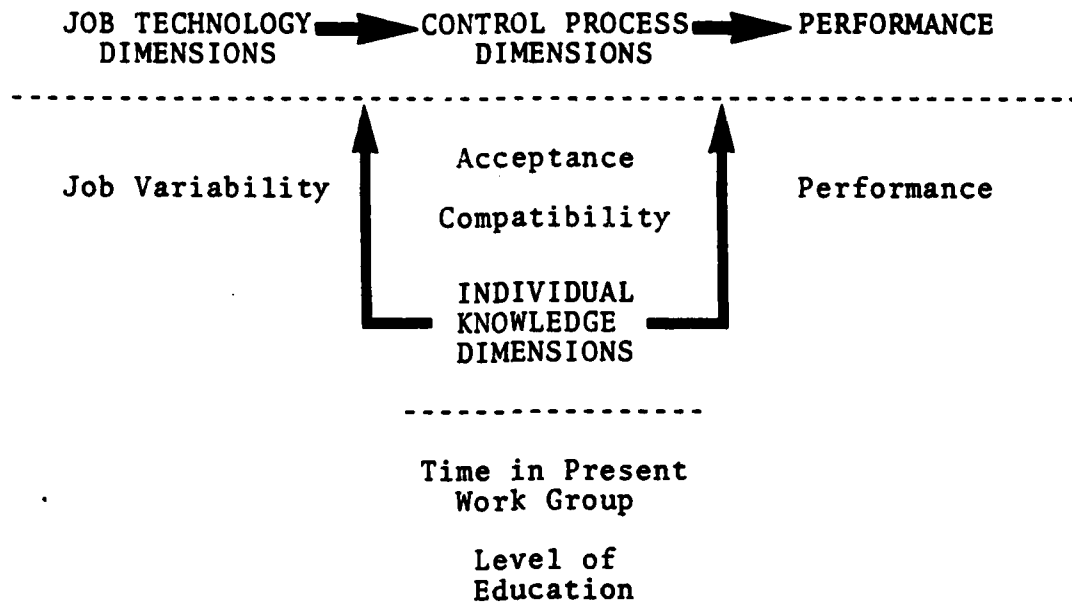 JOB TECHNOLOGY CONTROL PROCESS PERFORMANCE
DIMENSIONS DIMENSIONS
Acceptance
Job Variability Performance
Compatibility
INDIVIDUAL
KNOWLEDGE
DIMENSIONS
Time in Present
Work Group
Level of
Education